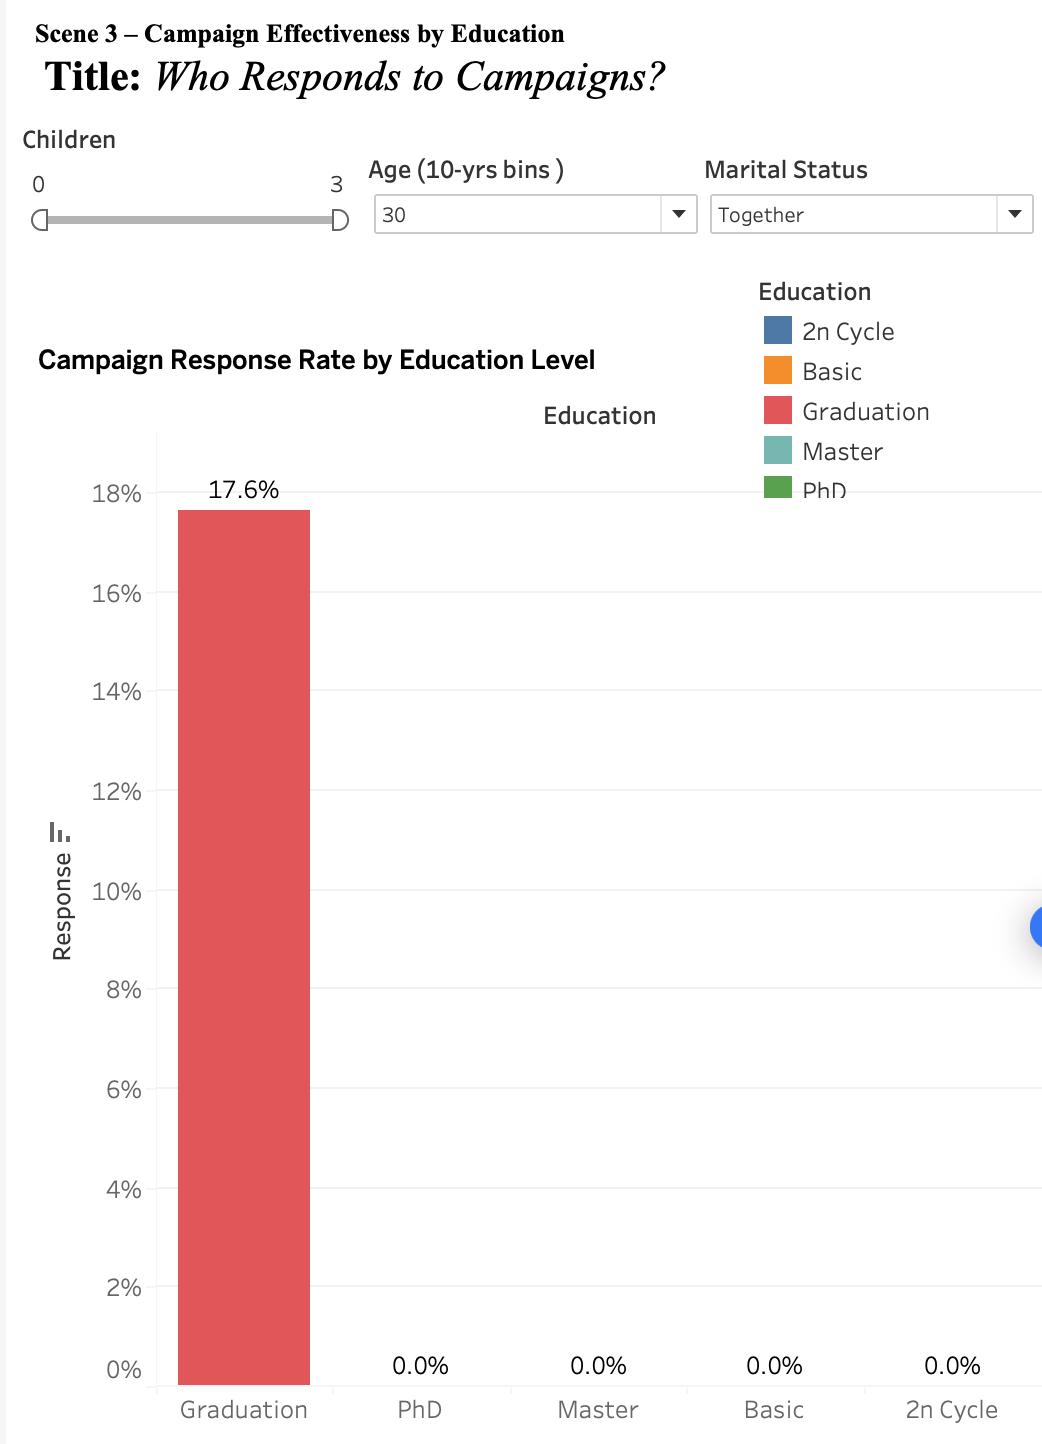 Scene 3 – Campaign Effectiveness by Education
Title: Who Responds to Campaigns?
Children
0 3
Age (10-yrs bins )
30
Marital Status
Together
Education
2n Cycle
Basic
Graduation
Master
PhD
Campaign Response Rate by Education Level
Education
18%
16%
14%
12%
10%
8%
6%
4%
2%
0%
Response
17.6%
0.0%
0.0%
0.0%
0.0%
Graduation
PhD
Master
Basic
2n Cycle